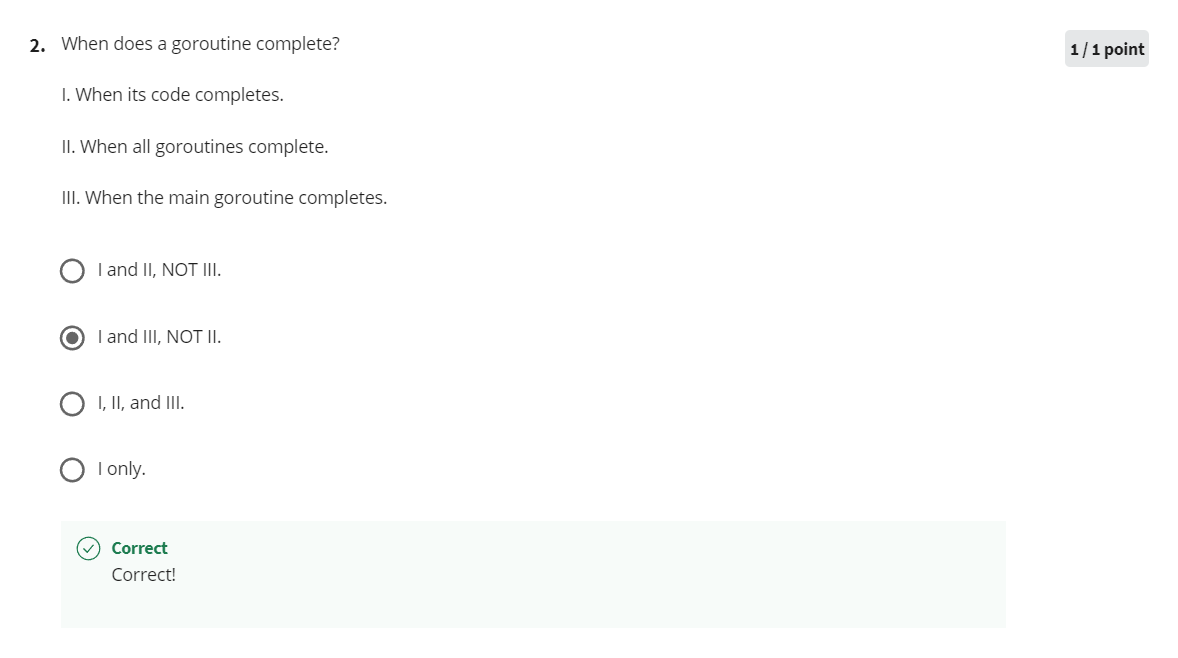 2. When does a goroutine complete?
1 / 1 point
I. When its code completes.
II. When all goroutines complete.
III. When the main goroutine completes.
I and II, NOT III.
I and III, NOT II.
I, II, and III.
I only.
Correct
Correct!